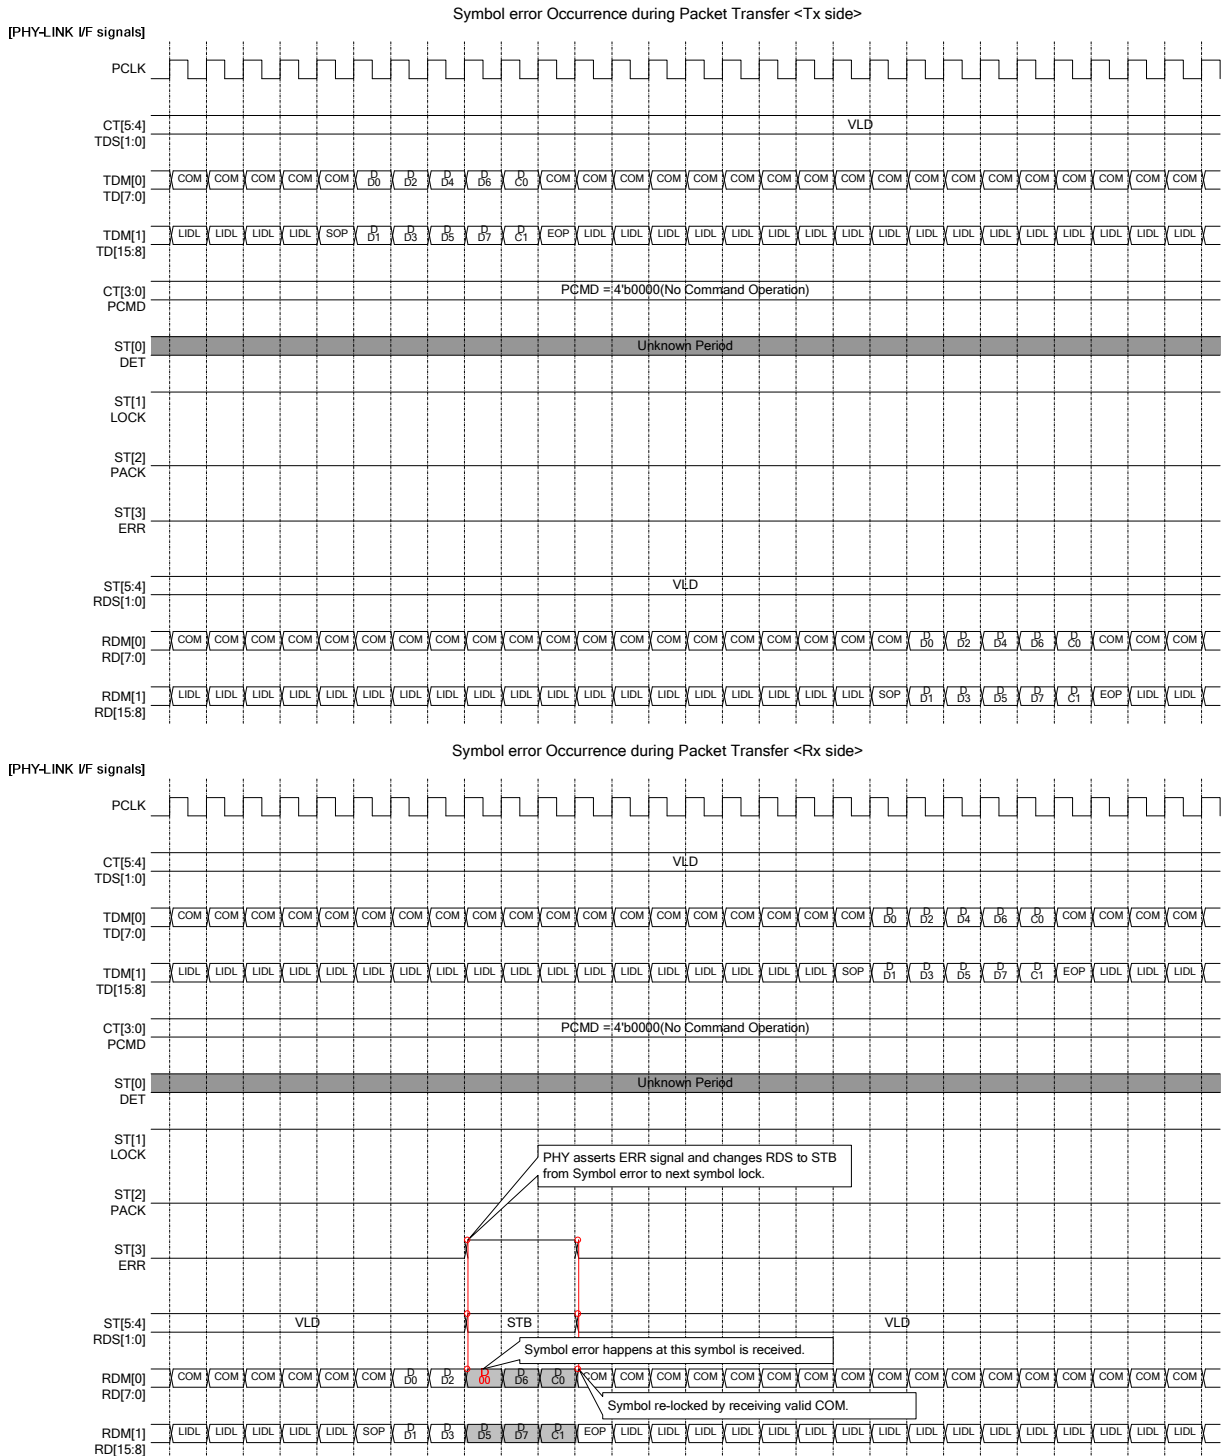 Symbol error Occurrence during Packet Transfer <Tx side>
[PHY-LINK I/F signals]
PCLK
CT[5:4] VLD
TDS[1:0]
TDM[0] COM COM COM COM COM D D D D D COM COM COM COM COM COM COM COM COM COM COM COM COM COM COM COM COM COM
D0 D2 D4 D6 C0
TD[7:0]
TDM[1] LIDL LIDL LIDL LIDL SOP D D D D D EOP LIDL LIDL LIDL LIDL LIDL LIDL LIDL LIDL LIDL LIDL LIDL LIDL LIDL LIDL LIDL LIDL LIDL
D1 D3 D5 D7 C1
TD[15:8]
CT[3:0] PCMD = 4'b0000(No Command Operation)
PCMD
ST[0] Unknown Period
DET
ST[1]
LOCK
ST[2]
PACK
ST[3]
ERR
ST[5:4] VLD
RDS[1:0]
RDM[0] COM COM COM COM COM COM COM COM COM COM COM COM COM COM COM COM COM COM COM COM D D D D D COM COM COM
D0 D2 D4 D6 C0
RD[7:0]
RDM[1] LIDL LIDL LIDL LIDL LIDL LIDL LIDL LIDL LIDL LIDL LIDL LIDL LIDL LIDL LIDL LIDL LIDL LIDL LIDL SOP D D D D D EOP LIDL LIDL
D1 D3 D5 D7 C1
RD[15:8]
Symbol error Occurrence during Packet Transfer <Rx side>
[PHY-LINK I/F signals]
PCLK
CT[5:4] VLD
TDS[1:0]
TDM[0] COM COM COM COM COM COM COM COM COM COM COM COM COM COM COM COM COM COM COM D D D D D COM COM COM COM
D0 D2 D4 D6 C0
TD[7:0]
TDM[1] LIDL LIDL LIDL LIDL LIDL LIDL LIDL LIDL LIDL LIDL LIDL LIDL LIDL LIDL LIDL LIDL LIDL LIDL SOP D D D D D EOP LIDL LIDL LIDL
D1 D3 D5 D7 C1
TD[15:8]
CT[3:0] PCMD = 4'b0000(No Command Operation)
PCMD
ST[0] Unknown Period
DET
ST[1]
LOCK
PHY asserts ERR signal and changes RDS to STB
from Symbol error to next symbol lock.
ST[2]
PACK
ST[3]
ERR
ST[5:4] VLD STB VLD
RDS[1:0]
Symbol error happens at this symbol is received.
RDM[0] COM COM COM COM COM COM D D D D D COM COM COM COM COM COM COM COM COM COM COM COM COM COM COM COM COM
D0 D2 00 D6 C0
RD[7:0]
Symbol re-locked by receiving valid COM.
RDM[1] LIDL LIDL LIDL LIDL LIDL SOP D D D D D EOP LIDL LIDL LIDL LIDL LIDL LIDL LIDL LIDL LIDL LIDL LIDL LIDL LIDL LIDL LIDL LIDL
D1 D3 D5 D7 C1
RD[15:8]